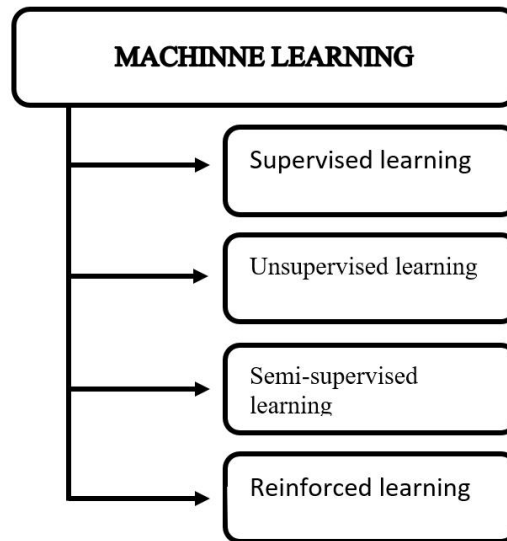 MACHINNE LEARNING
Supervised learning
Unsupervised learning
Semi-supervised
learning
Reinforced learning